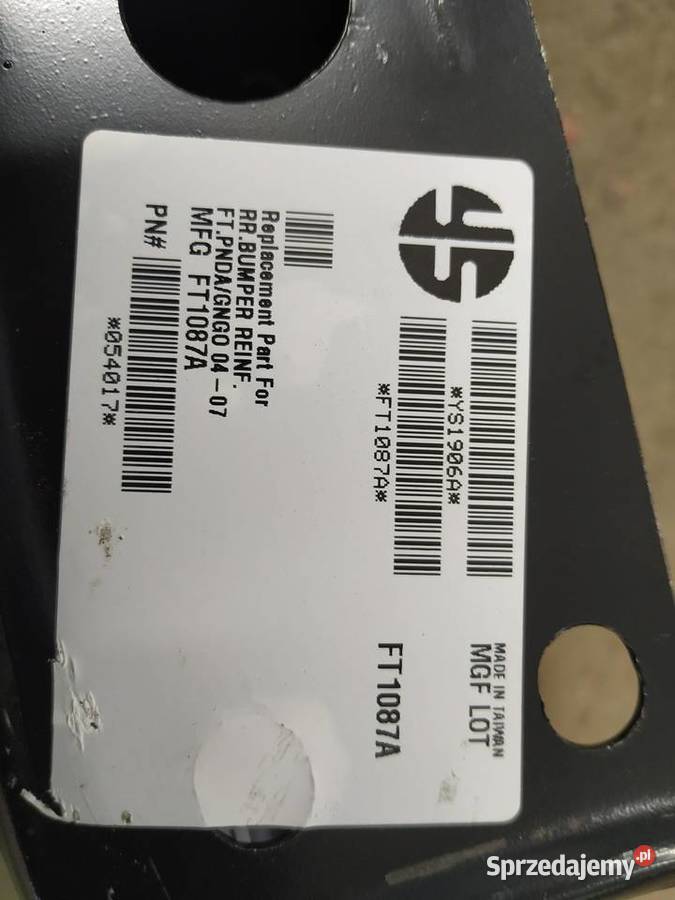 YS
*YS1906A*
MADE IN TAIWAN
MGF LOT
*FT1087A*
FT1087A
Replacement Part For
RR.BUMPER REINF.
FT.PNDA/GNGO 04-07
MFG FT1087A
PN#
*054017*
Sprzedajemy.pl